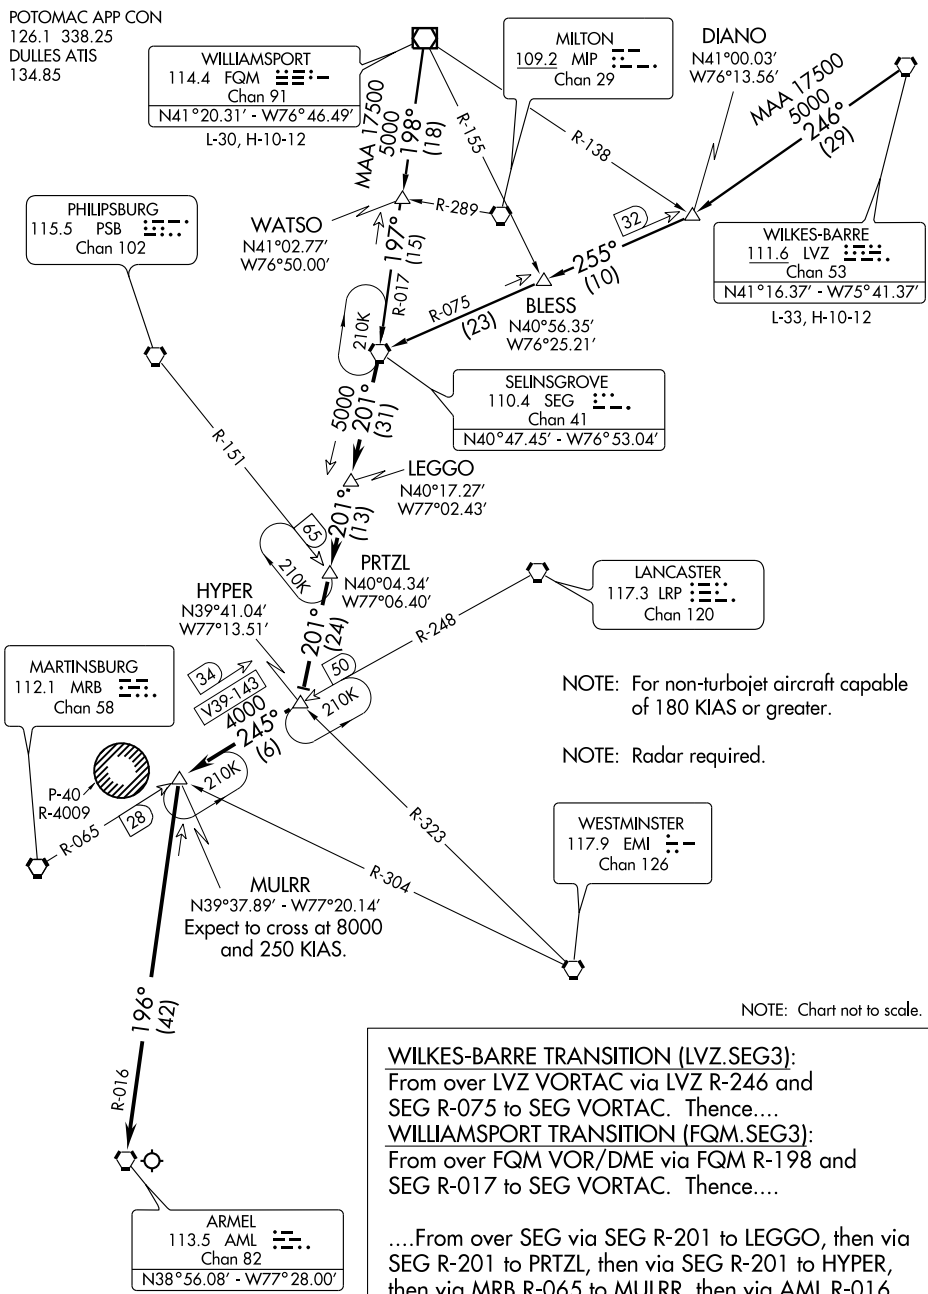 POTOMAC APP CON
126.1 338.25
DULLES ATIS
134.85
WILLIAMSPORT
114.4 FQM
Chan 91
N41°20.31' - W76°46.49'
L-30, H-10-12
MILTON
109.2 MIP
Chan 29
DIANO
N41°00.03'
W76°13.56'
MAA 17500
5000
246°
(29)
MAA 17500
5000
198°
(18)
R-155
R-138
R-289
PHILIPSBURG
115.5 PSB
Chan 102
WATSO
N41°02.77'
W76°50.00'
197°
(15)
R-017
32
255°
(10)
WILKES-BARRE
111.6 LVZ
Chan 53
N41°16.37' - W75°41.37'
L-33, H-10-12
BLESS
N40°56.35'
W76°25.21'
R-075
(23)
210K
SELINSGROVE
110.4 SEG
Chan 41
N40°47.45' - W76°53.04'
5000
201°
(31)
R-151
LEGGO
N40°17.27'
W77°02.43'
201°
(13)
65
210K
PRTZL
N40°04.34'
W77°06.40'
HYPER
N39°41.04'
W77°13.51'
201°
(24)
LANCASTER
117.3 LRP
Chan 120
R-248
50
MARTINSBURG
112.1 MRB
Chan 58
34
V39-143
4000
245°
(6)
210K
NOTE: For non-turbojet aircraft capable
of 180 KIAS or greater.
NOTE: Radar required.
P-40
R-4009
210K
R-065
28
R-323
R-304
WESTMINSTER
117.9 EMI
Chan 126
MULRR
N39°37.89' - W77°20.14'
Expect to cross at 8000
and 250 KIAS.
196°
(42)
R-016
NOTE: Chart not to scale.
ARMEL
113.5 AML
Chan 82
N38°56.08' - W77°28.00'
WILKES-BARRE TRANSITION (LVZ.SEG3):
From over LVZ VORTAC via LVZ R-246 and
SEG R-075 to SEG VORTAC. Thence....
WILLIAMSPORT TRANSITION (FQM.SEG3):
From over FQM VOR/DME via FQM R-198 and
SEG R-017 to SEG VORTAC. Thence....
....From over SEG via SEG R-201 to LEGGO, then via
SEG R-201 to PRTZL, then via SEG R-201 to HYPER,
then via MRB R-065 to MULRR, then via AML R-016